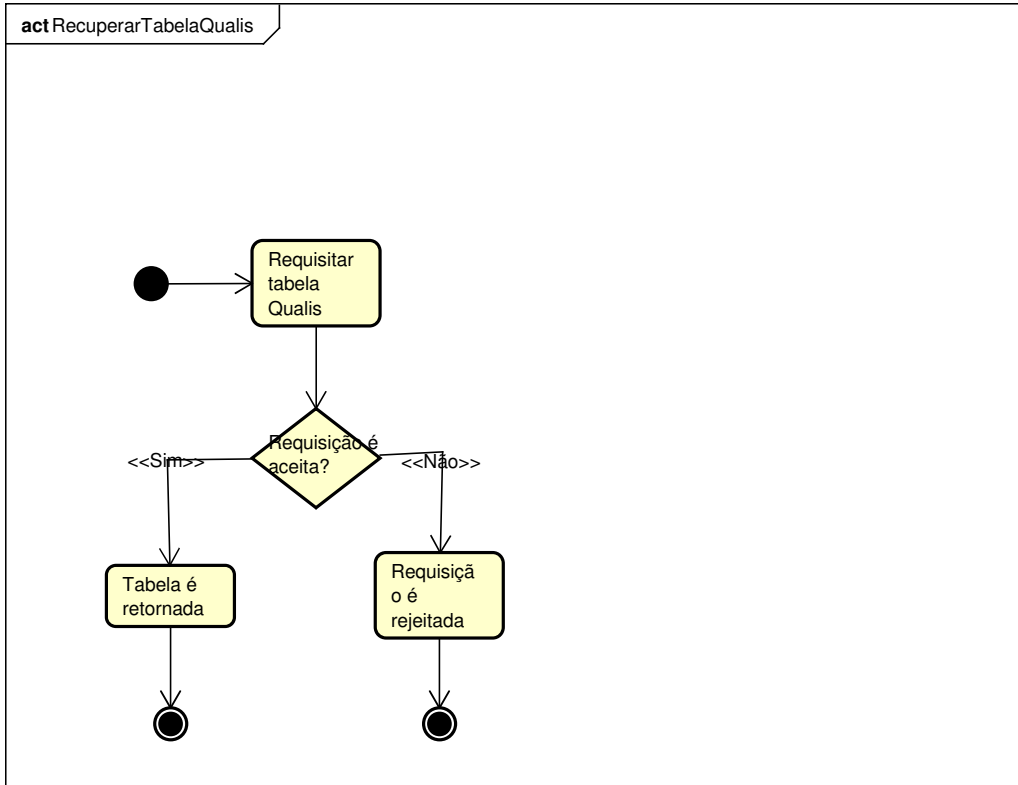 act RecuperarTabelaQualis
Requisitar
tabela
Qualis
Requisição é
aceita?
<<Sim>>
<<Não>>
Tabela é
retornada
Requisiçã
o é
rejeitada